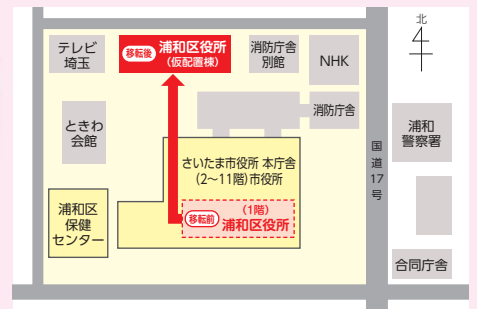 北
テレビ
埼玉
移転後
浦和区役所
(仮配置棟)
消防庁舎
別館
NHK
ときわ
会館
消防庁舎
浦和
警察署
国道17号
さいたま市役所 本庁舎
(2~11階)市役所
浦和区
保健
センター
移転前
(1階)
浦和区役所
合同庁舎